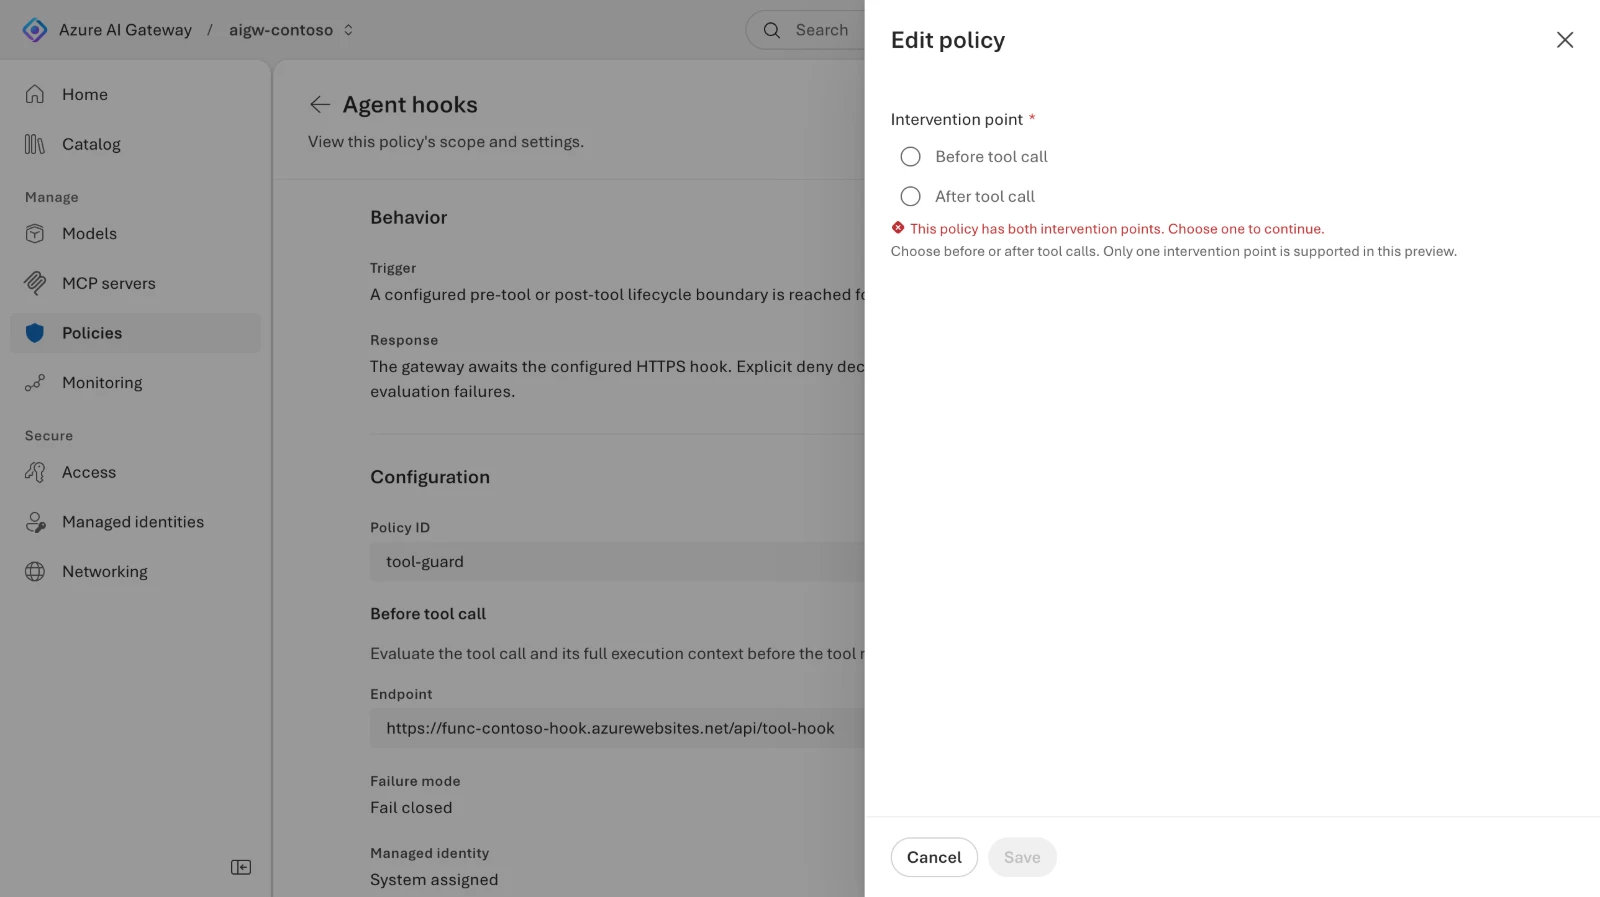 Azure AI Gateway / aigw-contoso
Search
Home
Catalog
Manage
Models
MCP servers
Policies
Monitoring
Secure
Access
Managed identities
Networking
Agent hooks
View this policy's scope and settings.
Behavior
Trigger
A configured pre-tool or post-tool lifecycle boundary is reached
Response
The gateway awaits the configured HTTPS hook. Explicit deny
evaluation failures.
Configuration
Policy ID
tool-guard
Before tool call
Evaluate the tool call and its full execution context before the tool
Endpoint
https://func-contoso-hook.azurewebsites.net/api/tool-hook
Failure mode
Fail closed
Managed identity
System assigned
Edit policy
Intervention point *
Before tool call
After tool call
This policy has both intervention points. Choose one to continue.
Choose before or after tool calls. Only one intervention point is supported in this preview.
Cancel
Save